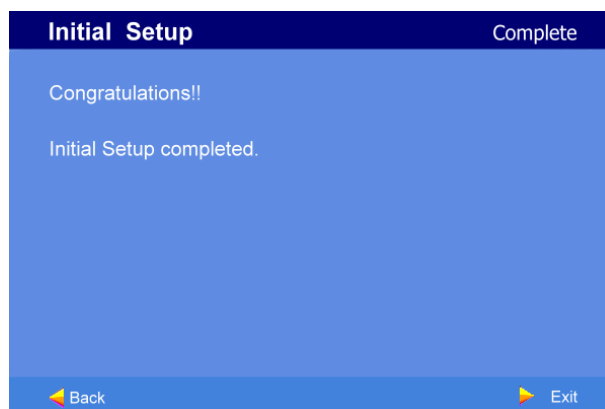 Initial Setup Complete
Congratulations!!
Initial Setup completed.
Back Exit